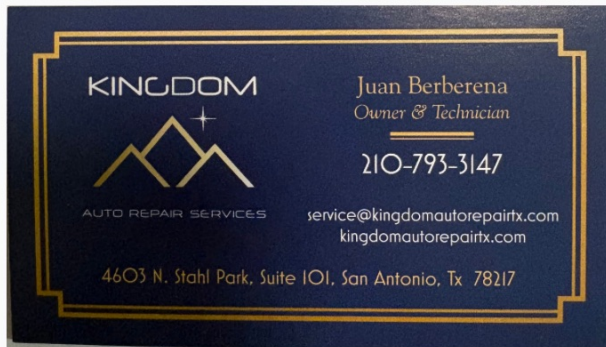 KINGDOM
AUTO REPAIR SERVICES
Juan Berberena
Owner & Technician
210-793-3147
service@kingdomautorepairtx.com
kingdomautorepairtx.com
4603 N. Stahl Park, Suite 101, San Antonio, Tx 78217